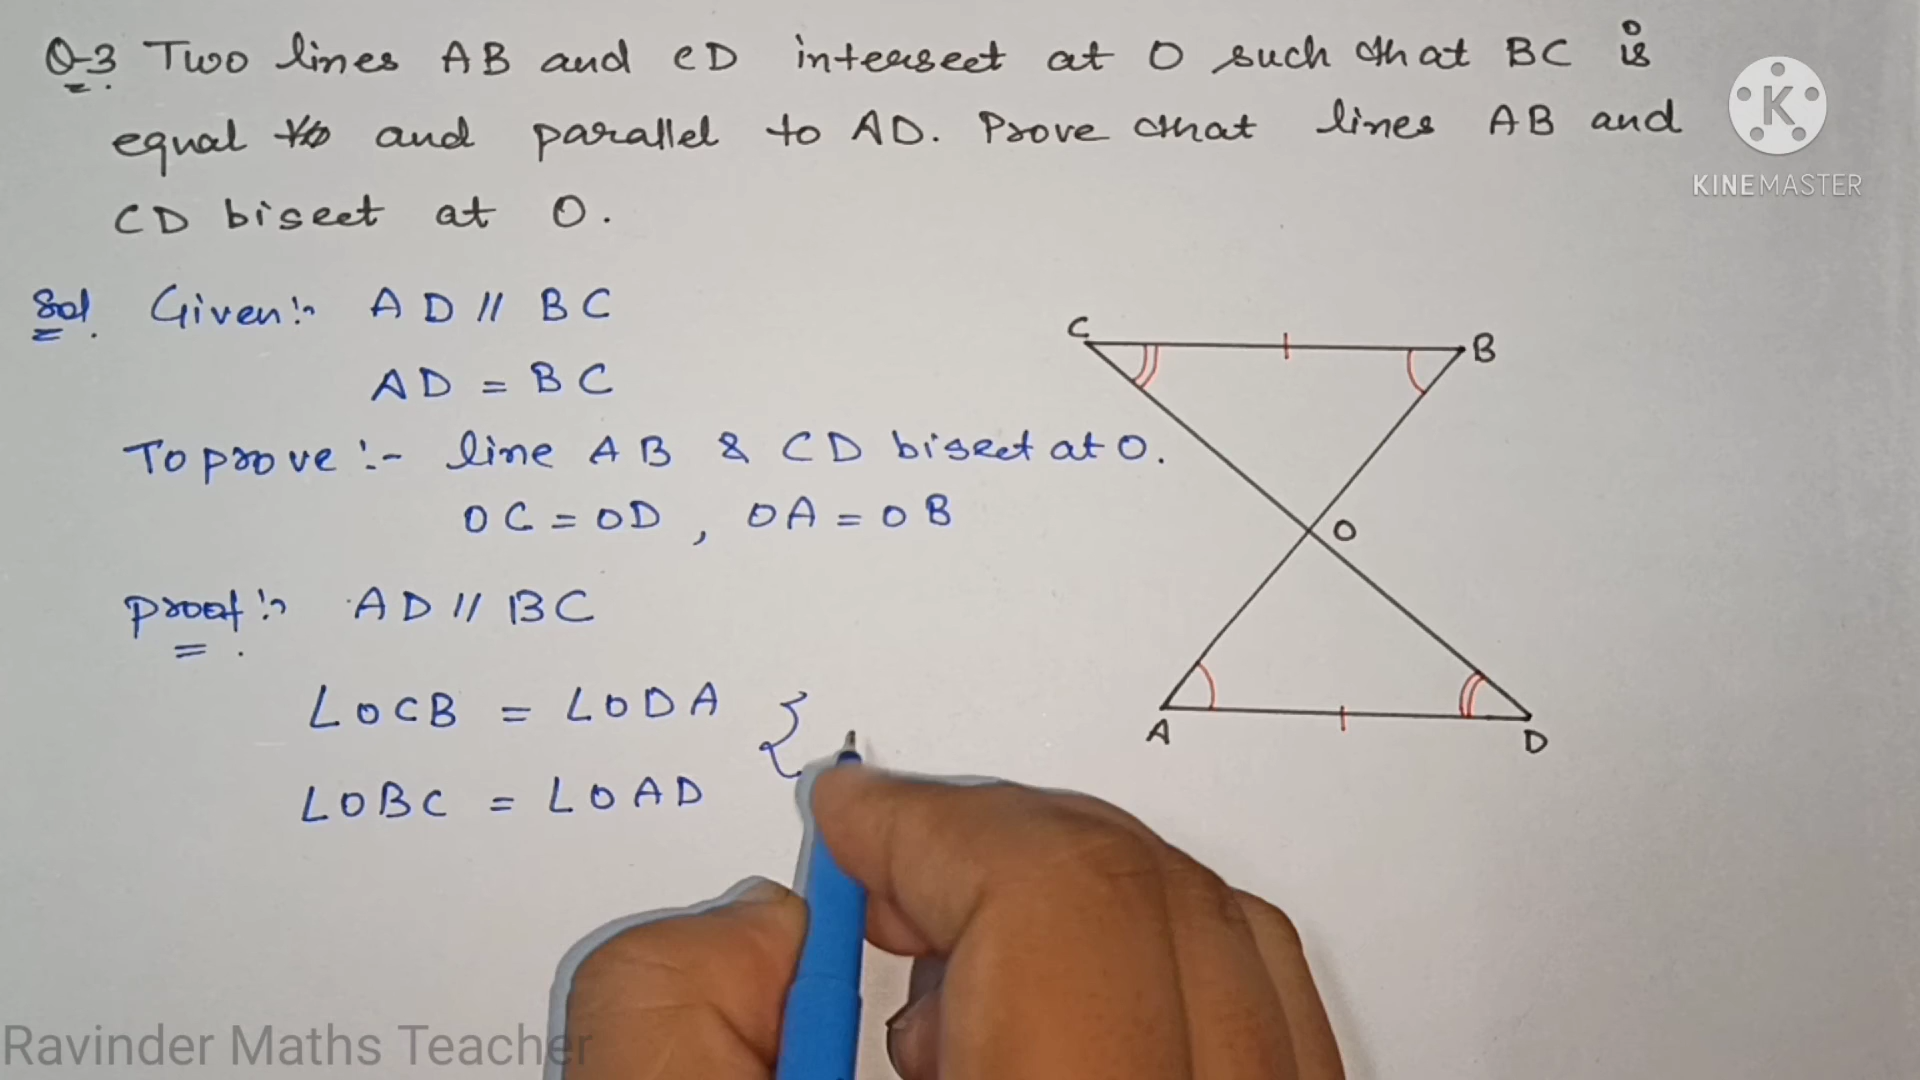 Q-3 Two lines AB and CD intersect at O such that BC is
equal to and parallel to AD. Prove that lines AB and
CD bisect at O.
Sol. Given:- AD // BC
AD = BC
To prove :- line AB & CD bisect at O.
OC = OD , OA = OB
Proof:- AD // BC
∠OCB = ∠ODA
∠OBC = ∠OAD
C
B
O
A
D
K
KINEMASTER
Ravinder Maths Teacher